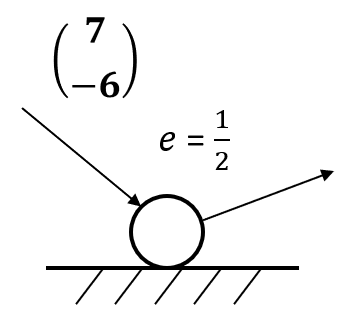 (7
−6)
e = 1/2